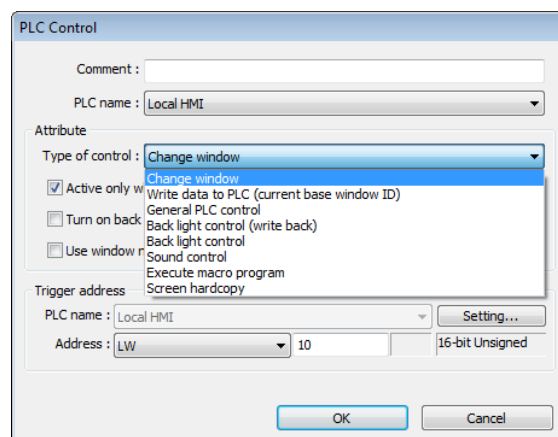 PLC Control
Comment :
PLC name : Local HMI
Attribute
Type of control : Change window
Change window
Write data to PLC (current base window ID)
General PLC control
Back light control (write back)
Back light control
Sound control
Execute macro program
Screen hardcopy
Active only
Turn on back
Use window
Trigger address
PLC name : Local HMI
Setting...
Address : LW 10 16-bit Unsigned
OK Cancel